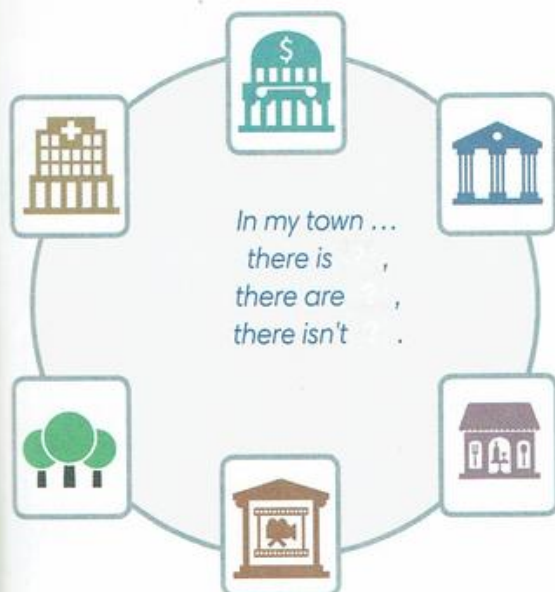 $
In my town ...
there is ?,
there are ?,
there isn't ?.